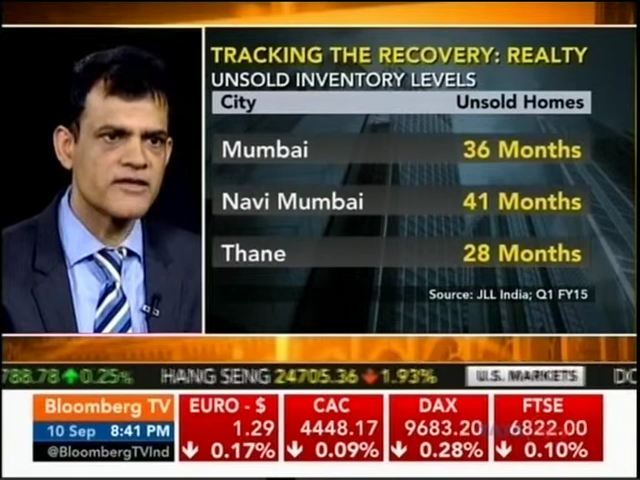 TRACKING THE RECOVERY: REALTY
UNSOLD INVENTORY LEVELS
City Unsold Homes
Mumbai 36 Months
Navi Mumbai 41 Months
Thane 28 Months
Source: JLL India; Q1 FY15
788.78 0.25% HANG SENG 24705.36 1.93% U.S. MARKETS
Bloomberg TV
10 Sep 8:41 PM
@BloombergTVInd
EURO - $
1.29
0.17%
CAC
4448.17
0.09%
DAX
9683.20
0.28%
FTSE
6822.00
0.10%